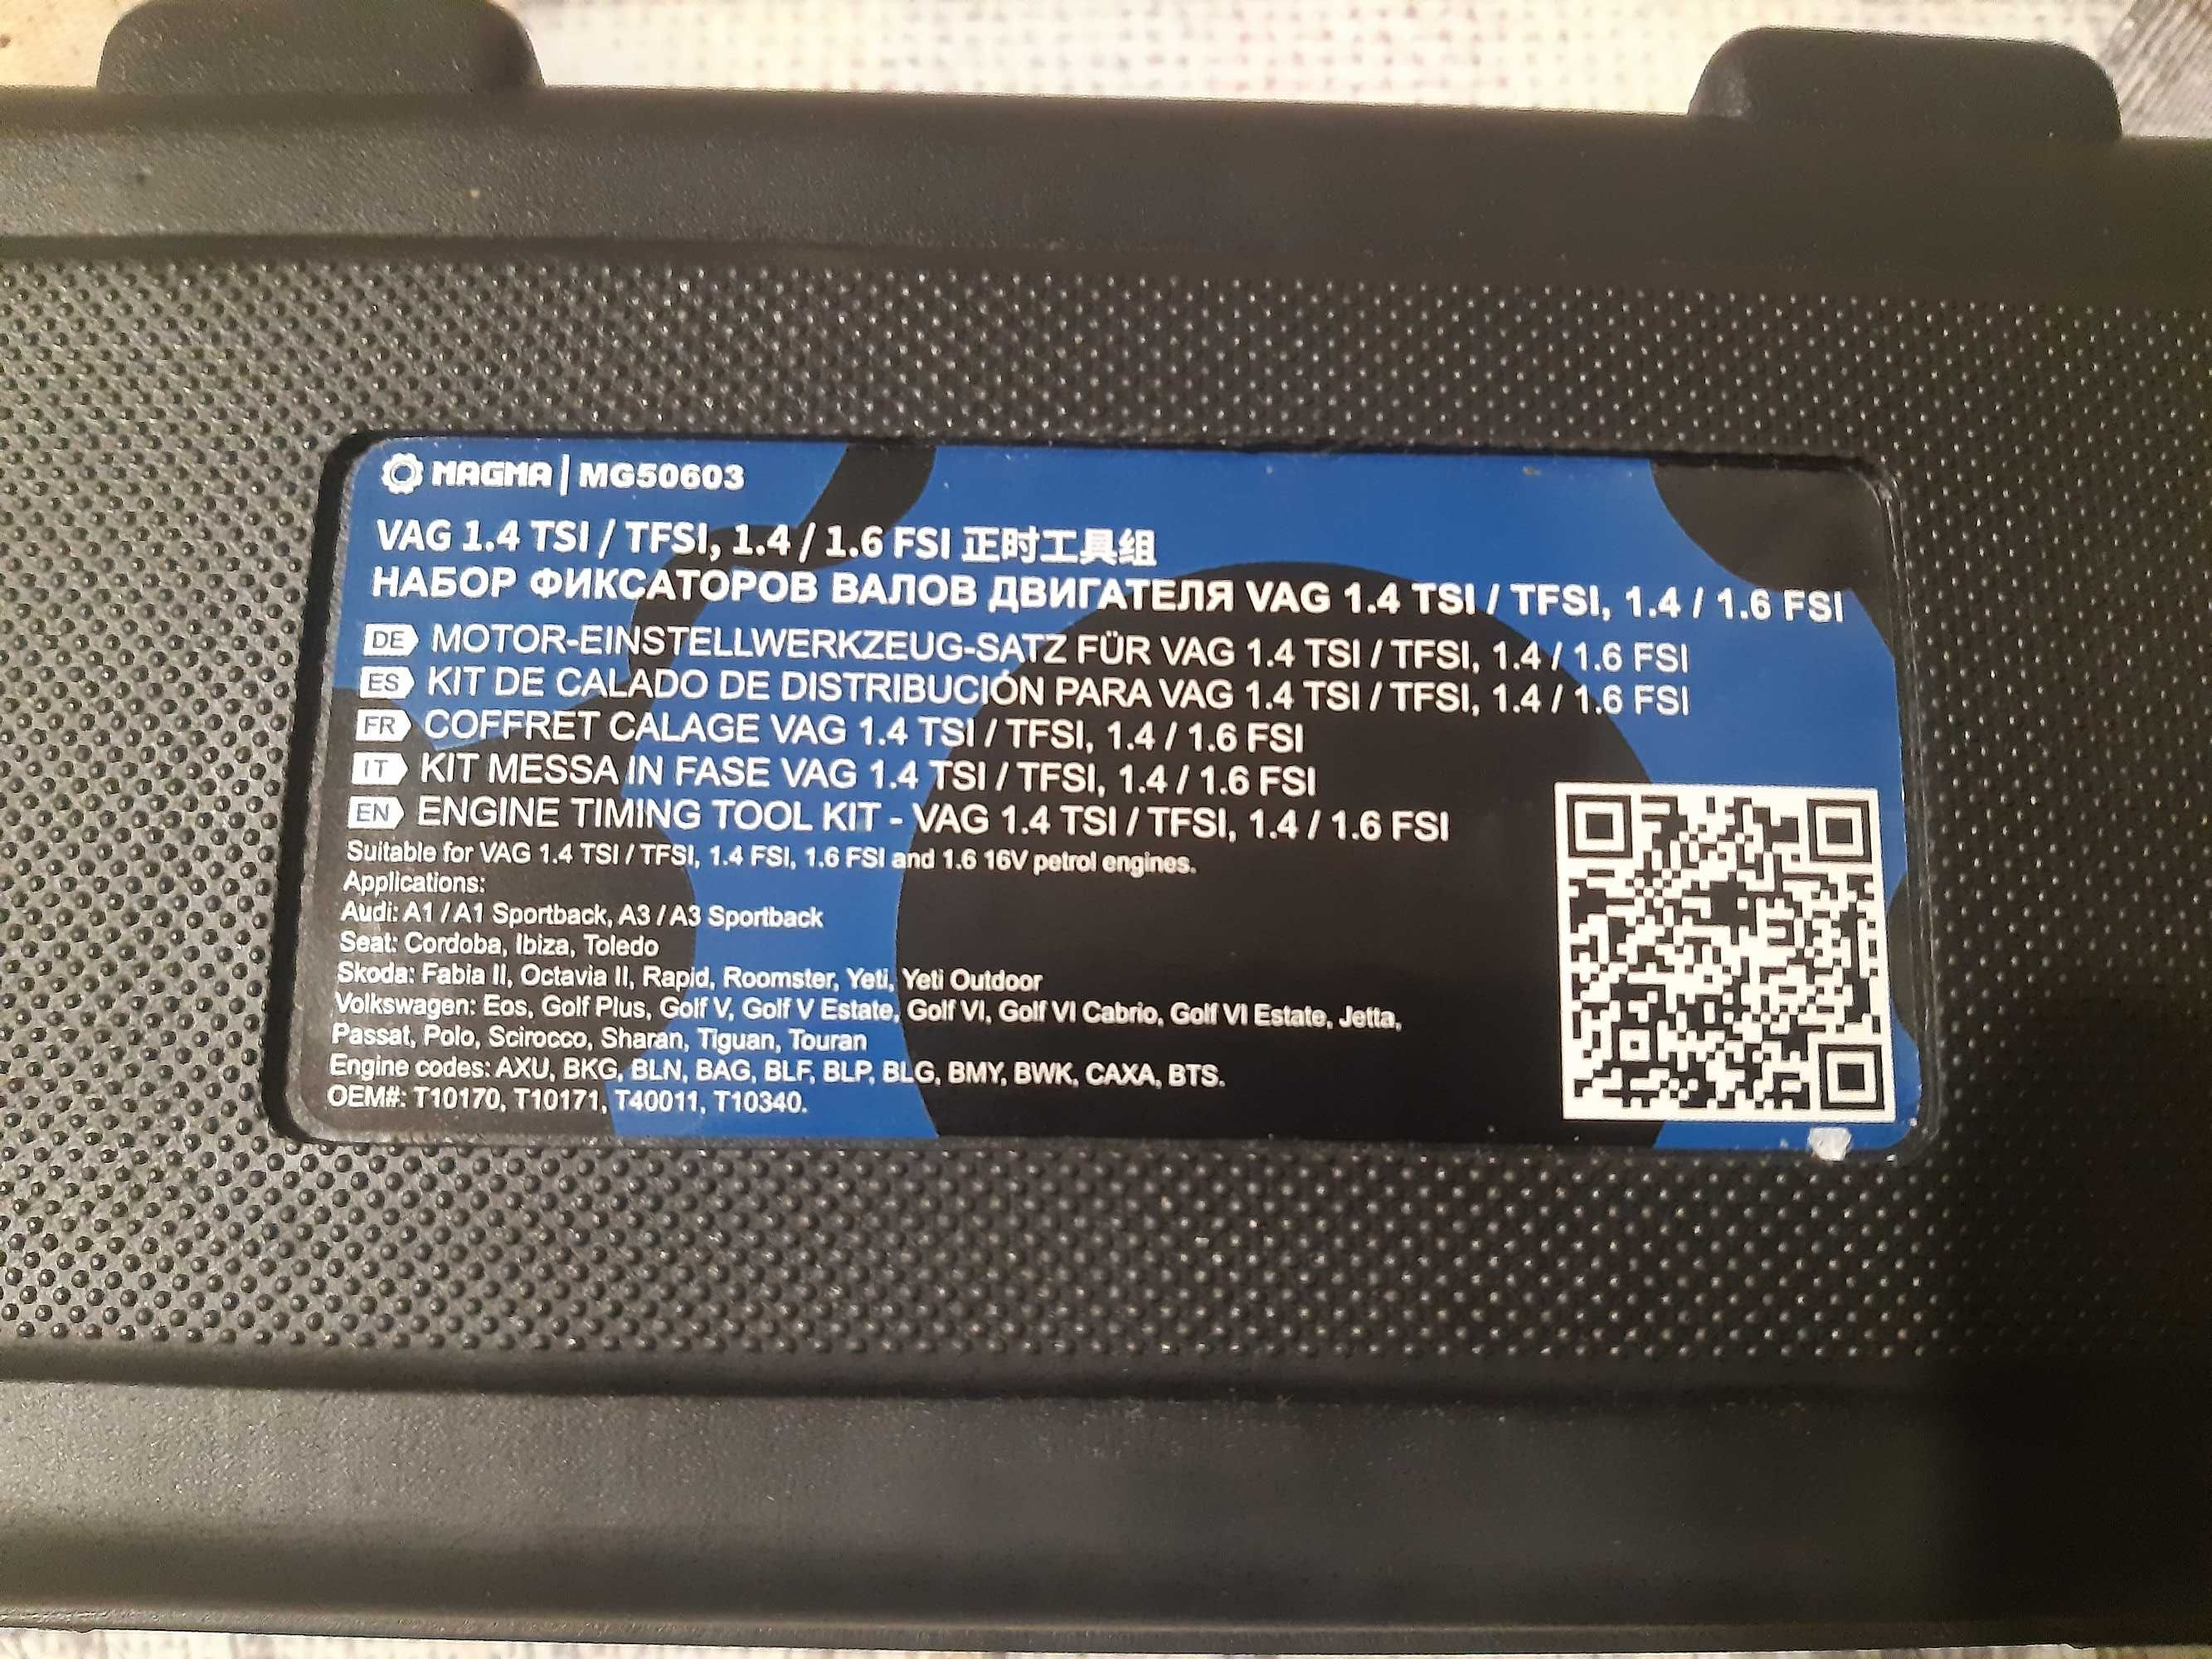 MAGMA | MG50603
VAG 1.4 TSI / TFSI, 1.4 / 1.6 FSI 正时工具组
НАБОР ФИКСАТОРОВ ВАЛОВ ДВИГАТЕЛЯ VAG 1.4 TSI / TFSI, 1.4 / 1.6 FSI
DE MOTOR-EINSTELLWERKZEUG-SATZ FÜR VAG 1.4 TSI / TFSI, 1.4 / 1.6 FSI
ES KIT DE CALADO DE DISTRIBUCIÓN PARA VAG 1.4 TSI / TFSI, 1.4 / 1.6 FSI
FR COFFRET CALAGE VAG 1.4 TSI / TFSI, 1.4 / 1.6 FSI
IT KIT MESSA IN FASE VAG 1.4 TSI / TFSI, 1.4 / 1.6 FSI
EN ENGINE TIMING TOOL KIT - VAG 1.4 TSI / TFSI, 1.4 / 1.6 FSI
Suitable for VAG 1.4 TSI / TFSI, 1.4 FSI, 1.6 FSI and 1.6 16V petrol engines.
Applications:
Audi: A1 / A1 Sportback, A3 / A3 Sportback
Seat: Cordoba, Ibiza, Toledo
Skoda: Fabia II, Octavia II, Rapid, Roomster, Yeti, Yeti Outdoor
Volkswagen: Eos, Golf Plus, Golf V, Golf V Estate, Golf VI, Golf VI Cabrio, Golf VI Estate, Jetta,
Passat, Polo, Scirocco, Sharan, Tiguan, Touran
Engine codes: AXU, BKG, BLN, BAG, BLF, BLP, BLG, BMY, BWK, CAXA, BTS.
OEM#: T10170, T10171, T40011, T10340.